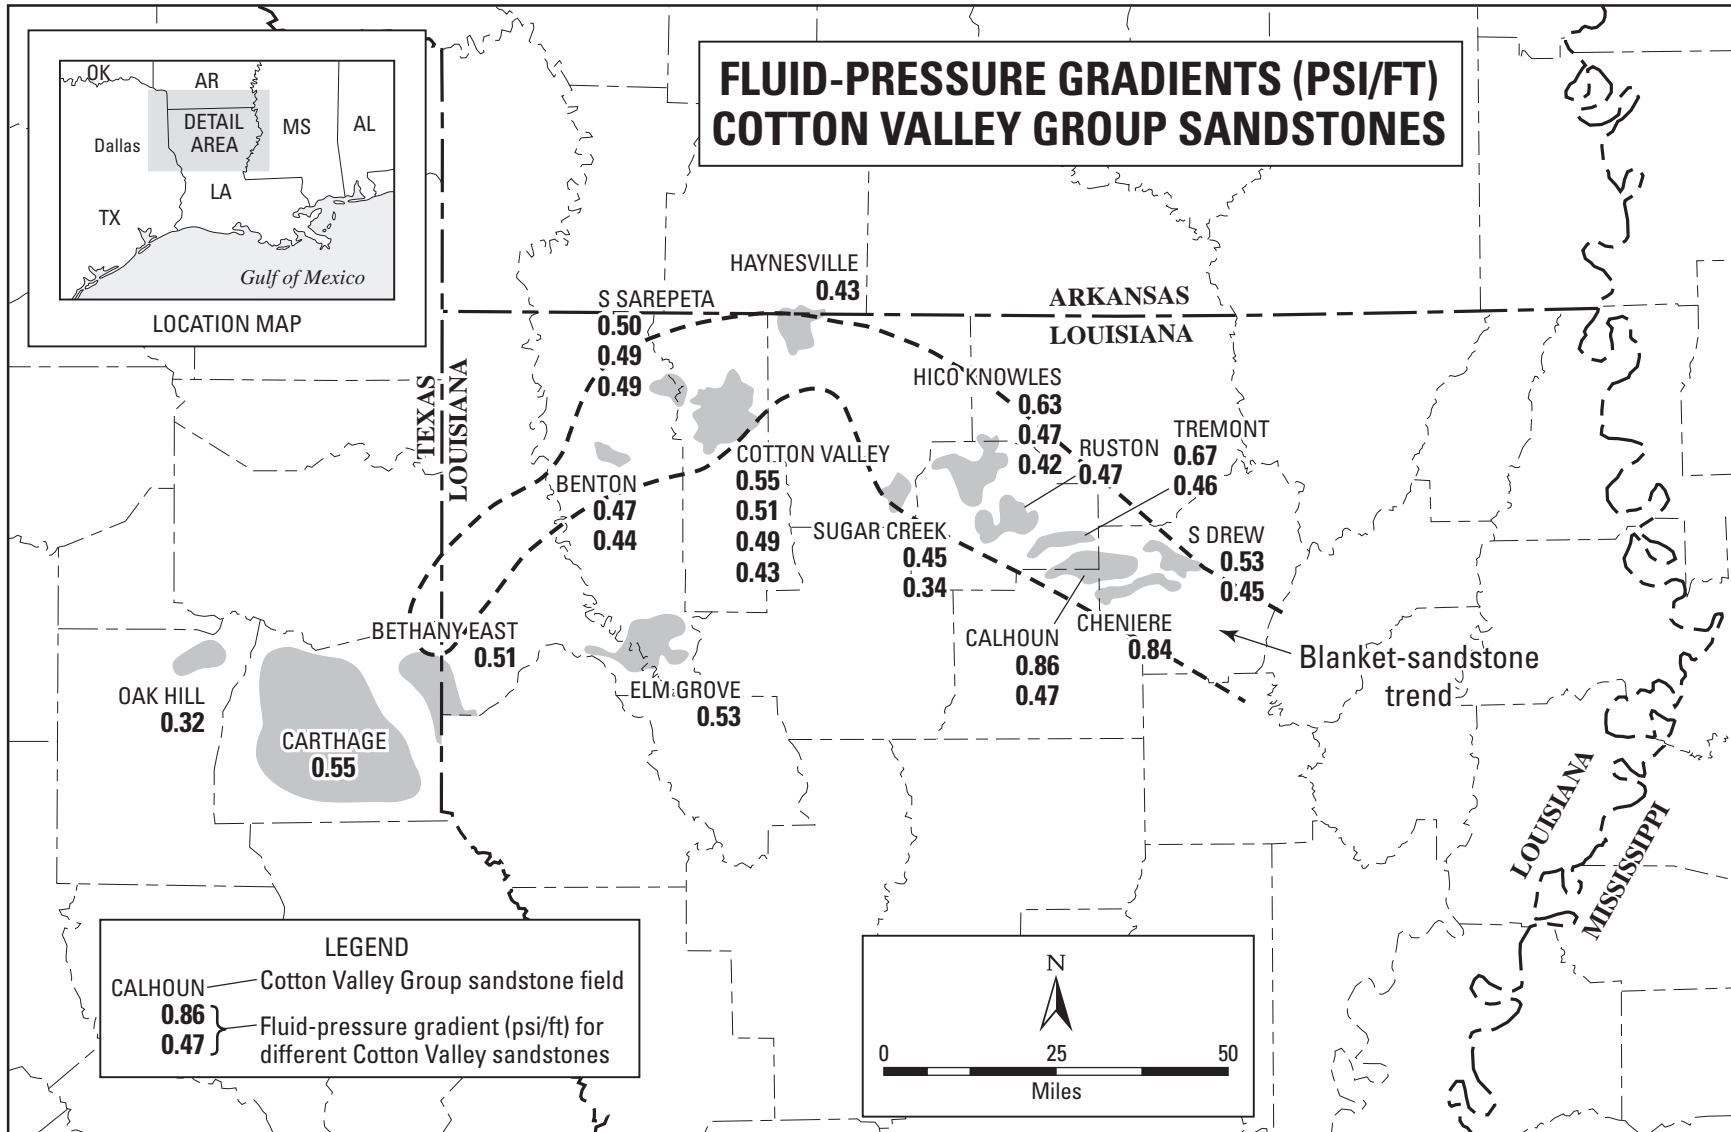 FLUID-PRESSURE GRADIENTS (PSI/FT)
COTTON VALLEY GROUP SANDSTONES
OK
AR
DETAIL
AREA
MS
AL
Dallas
LA
TX
Gulf of Mexico
LOCATION MAP
HAYNESVILLE
0.43
S SAREPETA
0.50
0.49
0.49
ARKANSAS
LOUISIANA
TEXAS
LOUISIANA
HICO KNOWLES
0.63
0.47
0.42
RUSTON
0.47
TREMONT
0.67
0.46
COTTON VALLEY
0.55
0.51
0.49
0.43
BENTON
0.47
0.44
SUGAR CREEK
0.45
0.34
S DREW
0.53
0.45
BETHANY EAST
0.51
CALHOUN
0.86
0.47
CHENIERE
0.84
Blanket-sandstone
trend
OAK HILL
0.32
CARTHAGE
0.55
ELM GROVE
0.53
LOUISIANA
MISSISSIPPI
LEGEND
CALHOUN
Cotton Valley Group sandstone field
0.86
0.47
Fluid-pressure gradient (psi/ft) for
different Cotton Valley sandstones
N
0 25 50
Miles